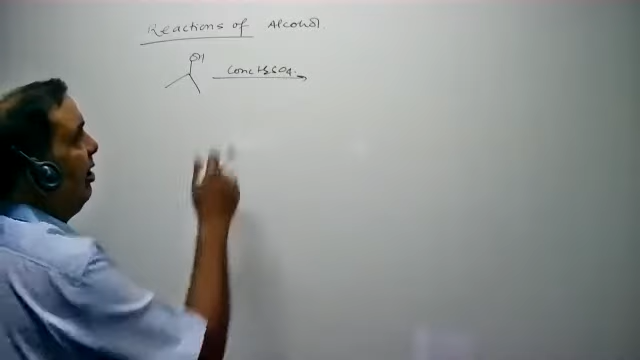 Reactions of Alcohol.
OH
Conc H₂SO₄.